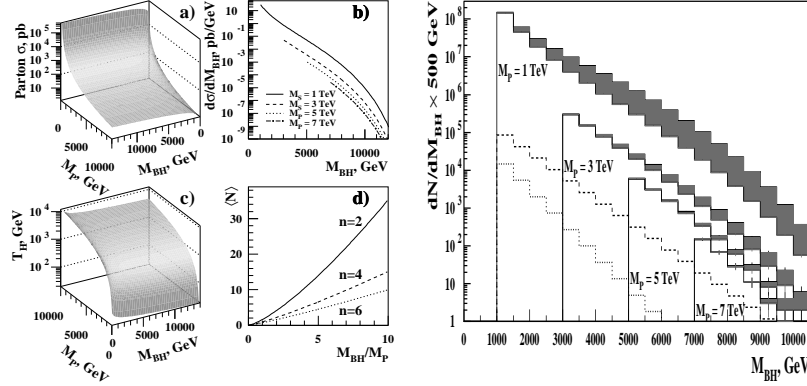 a)
Parton σ, pb
10^5
10^4
10^3
10^2
10
0
5000
10000
M_P, GeV
0
5000
10000
M_BH, GeV
b)
dσ/dM_BH, pb/GeV
10
10^-1
10^-3
10^-5
10^-7
10^-9
10
M_S = 1 TeV
M_S = 3 TeV
M_P = 5 TeV
M_P = 7 TeV
5000
10000
M_BH, GeV
c)
T_H, GeV
10^4
10^3
10^2
0
5000
10000
M_P, GeV
0
5000
10000
M_BH, GeV
d)
⟨N⟩
30
20
10
0
n=2
n=4
n=6
0
5
10
M_BH/M_P
dN/dM_BH × 500 GeV
10^8
10^7
10^6
10^5
10^4
10^3
10^2
10
1
M_P = 1 TeV
M_P = 3 TeV
M_P = 5 TeV
M_P = 7 TeV
0 1000 2000 3000 4000 5000 6000 7000 8000 9000 10000
M_BH, GeV